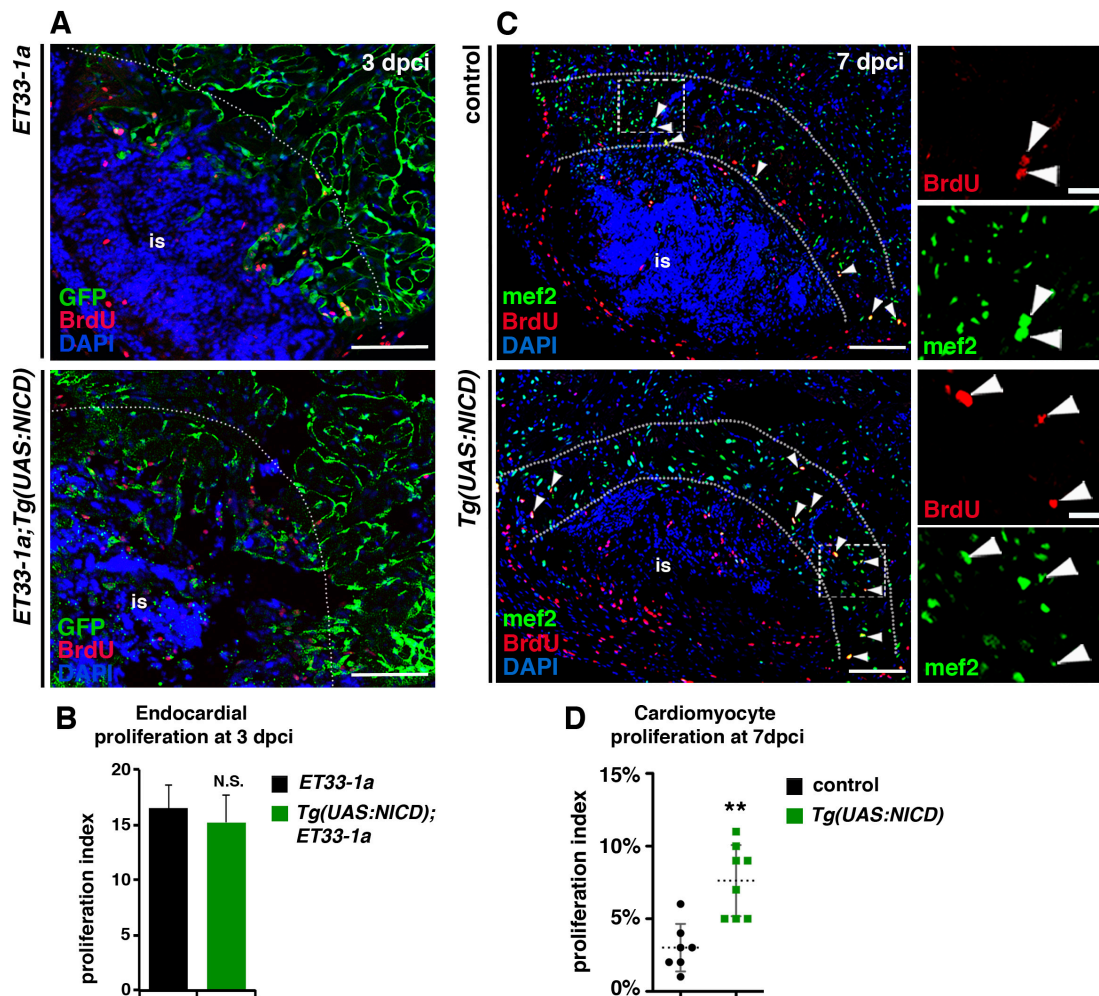 A
ET33-1a
3 dpci
is
GFP
BrdU
DAPI
ET33-1a;Tg(UAS:NICD)
is
GFP
BrdU
DAPI
B
Endocardial
proliferation at 3 dpci
20
15
10
5
0
proliferation index
N.S.
ET33-1a
Tg(UAS:NICD);
ET33-1a
C
control
7 dpci
is
mef2
BrdU
DAPI
BrdU
mef2
Tg(UAS:NICD)
is
mef2
BrdU
DAPI
BrdU
mef2
D
Cardiomyocyte
proliferation at 7dpci
15%
10%
5%
0%
proliferation index
**
control
Tg(UAS:NICD)